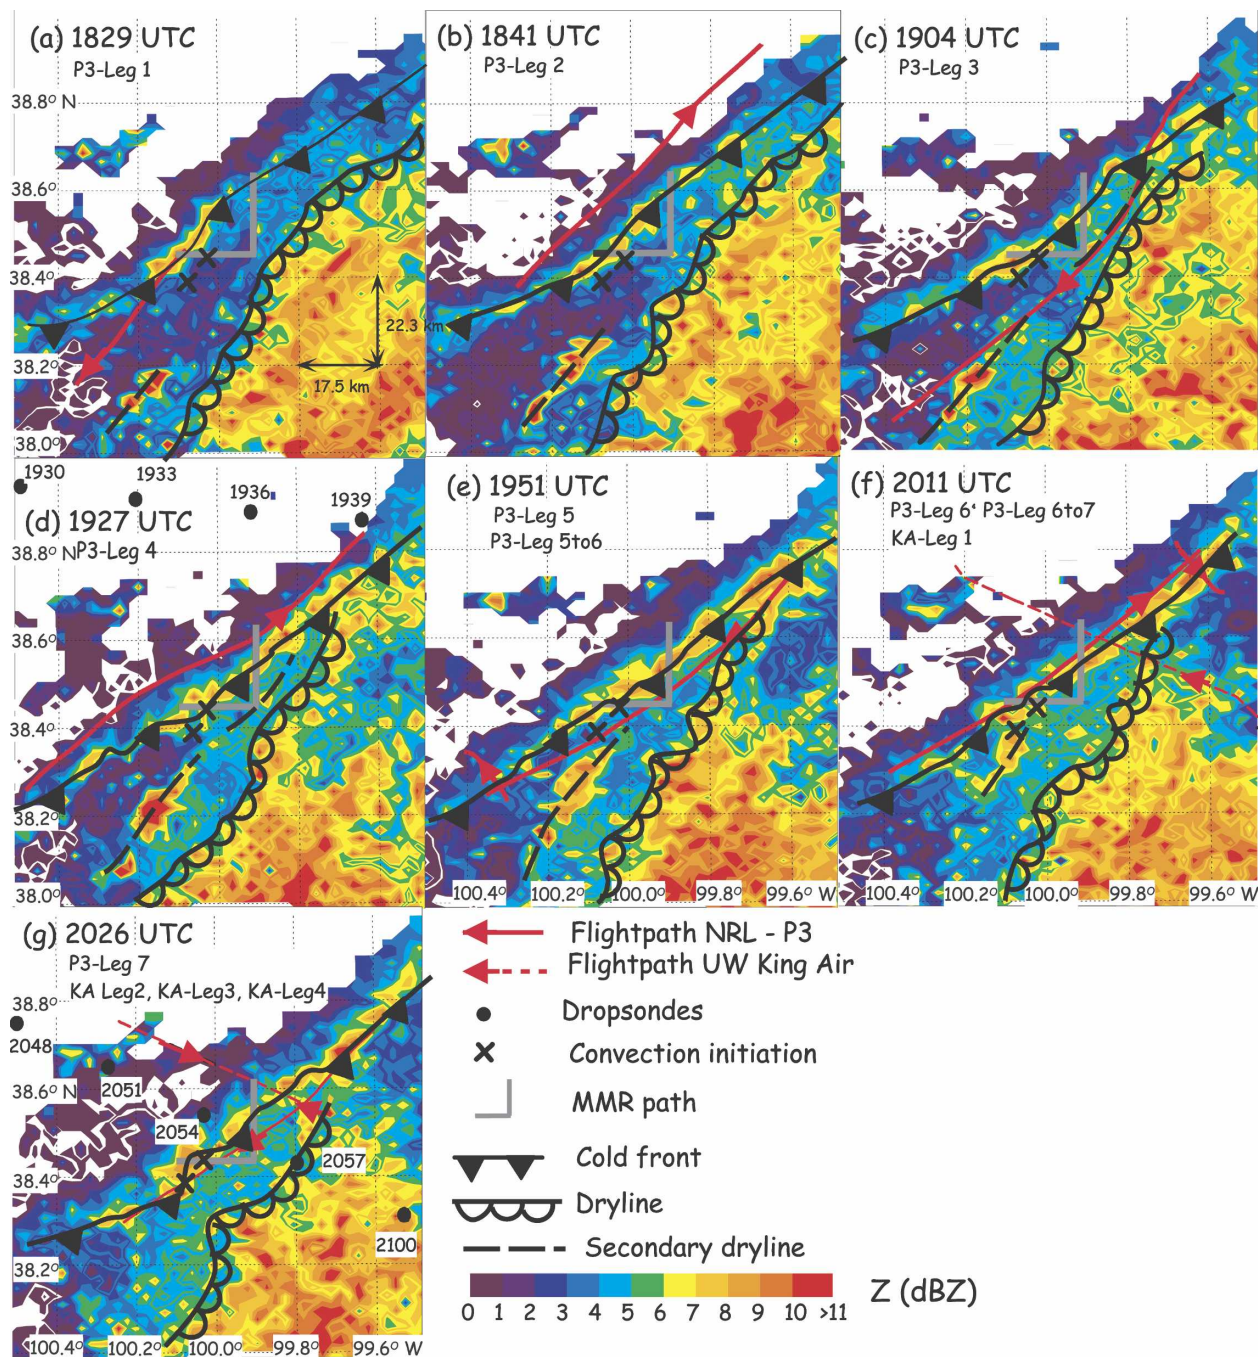 (a) 1829 UTC
P3-Leg 1
38.8° N
38.6°
38.4°
38.2°
38.0°
22.3 km
17.5 km
(b) 1841 UTC
P3-Leg 2
(c) 1904 UTC
P3-Leg 3
1930
1933
1936
1939
(d) 1927 UTC
P3-Leg 4
38.8° N
38.6°
38.4°
38.2°
38.0°
(e) 1951 UTC
P3-Leg 5
P3-Leg 5to6
100.4° 100.2° 100.0° 99.8° 99.6° W
(f) 2011 UTC
P3-Leg 6' P3-Leg 6to7
KA-Leg 1
100.4° 100.2° 100.0° 99.8° 99.6° W
(g) 2026 UTC
P3-Leg 7
KA Leg2, KA-Leg3, KA-Leg4
38.8°
2048
2051
38.6° N
2054
2057
38.4°
2100
38.2°
100.4° 100.2° 100.0° 99.8° 99.6° W
Flightpath NRL - P3
Flightpath UW King Air
Dropsondes
Convection initiation
MMR path
Cold front
Dryline
Secondary dryline
0 1 2 3 4 5 6 7 8 9 10 >11
Z (dBZ)